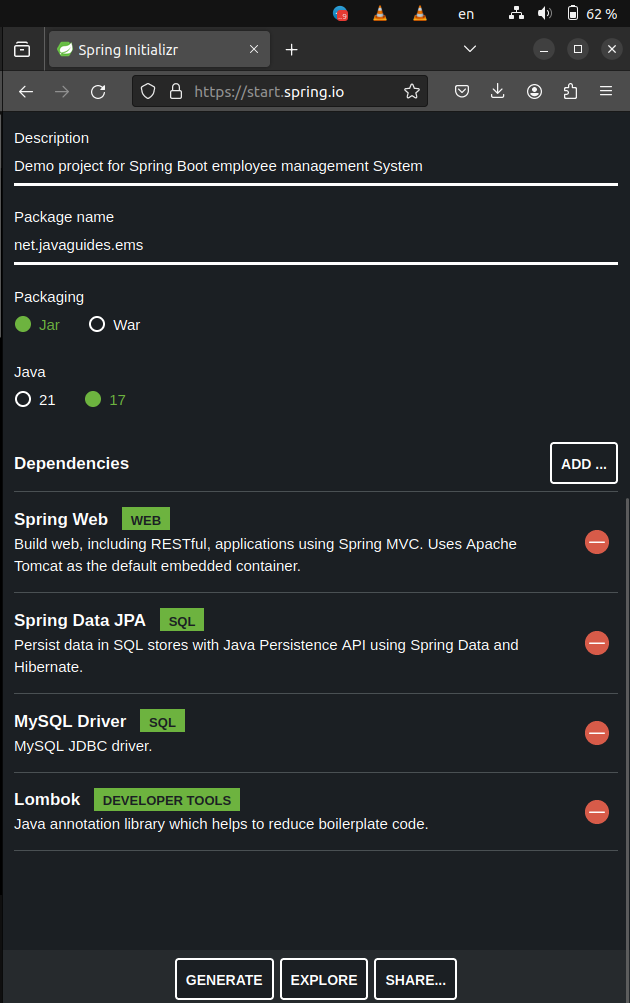 en
62 %
Spring Initializr
https://start.spring.io
Description
Demo project for Spring Boot employee management System
Package name
net.javaguides.ems
Packaging
Jar
War
Java
21
17
Dependencies
ADD ...
Spring Web
WEB
Build web, including RESTful, applications using Spring MVC. Uses Apache
Tomcat as the default embedded container.
Spring Data JPA
SQL
Persist data in SQL stores with Java Persistence API using Spring Data and
Hibernate.
MySQL Driver
SQL
MySQL JDBC driver.
Lombok
DEVELOPER TOOLS
Java annotation library which helps to reduce boilerplate code.
GENERATE
EXPLORE
SHARE...